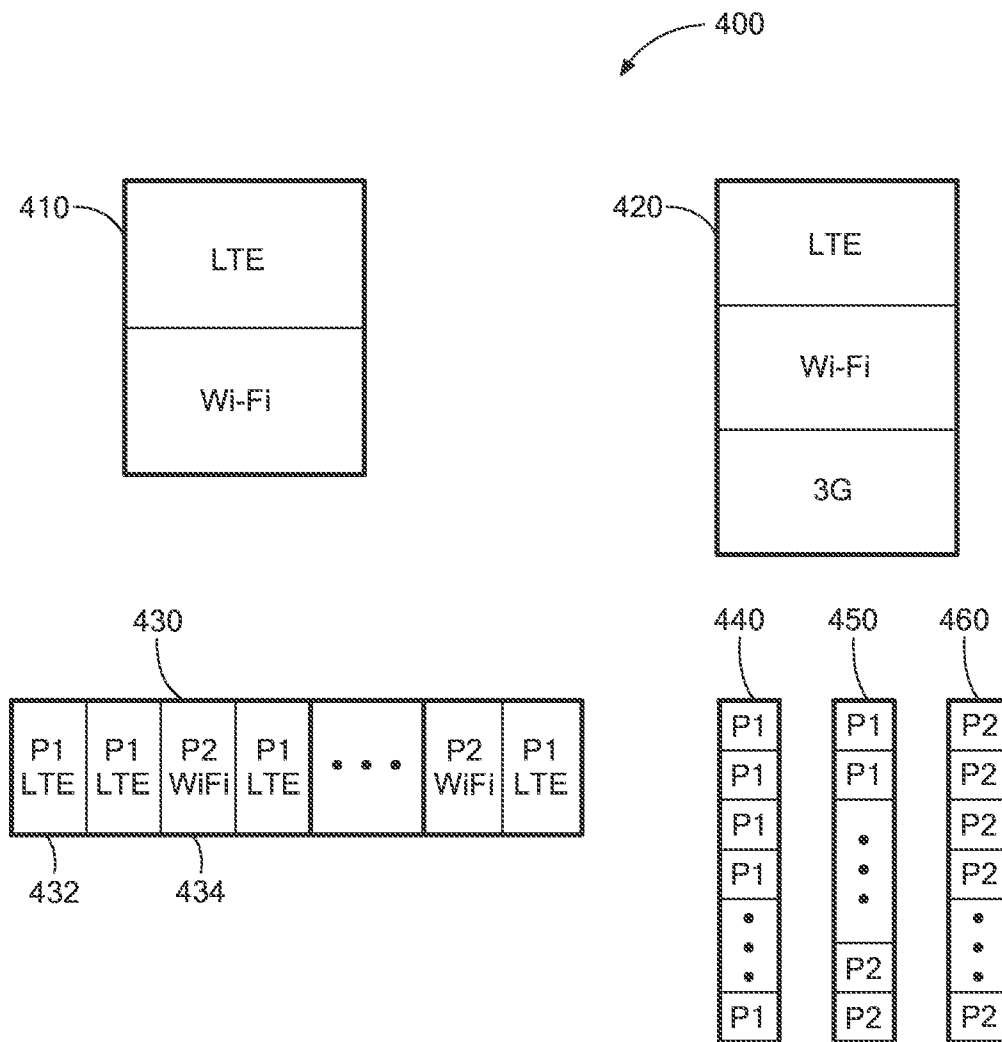 400
410
LTE
Wi-Fi
420
LTE
Wi-Fi
3G
430
P1 LTE
P1 LTE
P2 WiFi
P1 LTE
• • •
P2 WiFi
P1 LTE
432
434
440
P1
P1
P1
P1
P1
450
P1
P1
P2
P2
460
P2
P2
P2
P2
P2